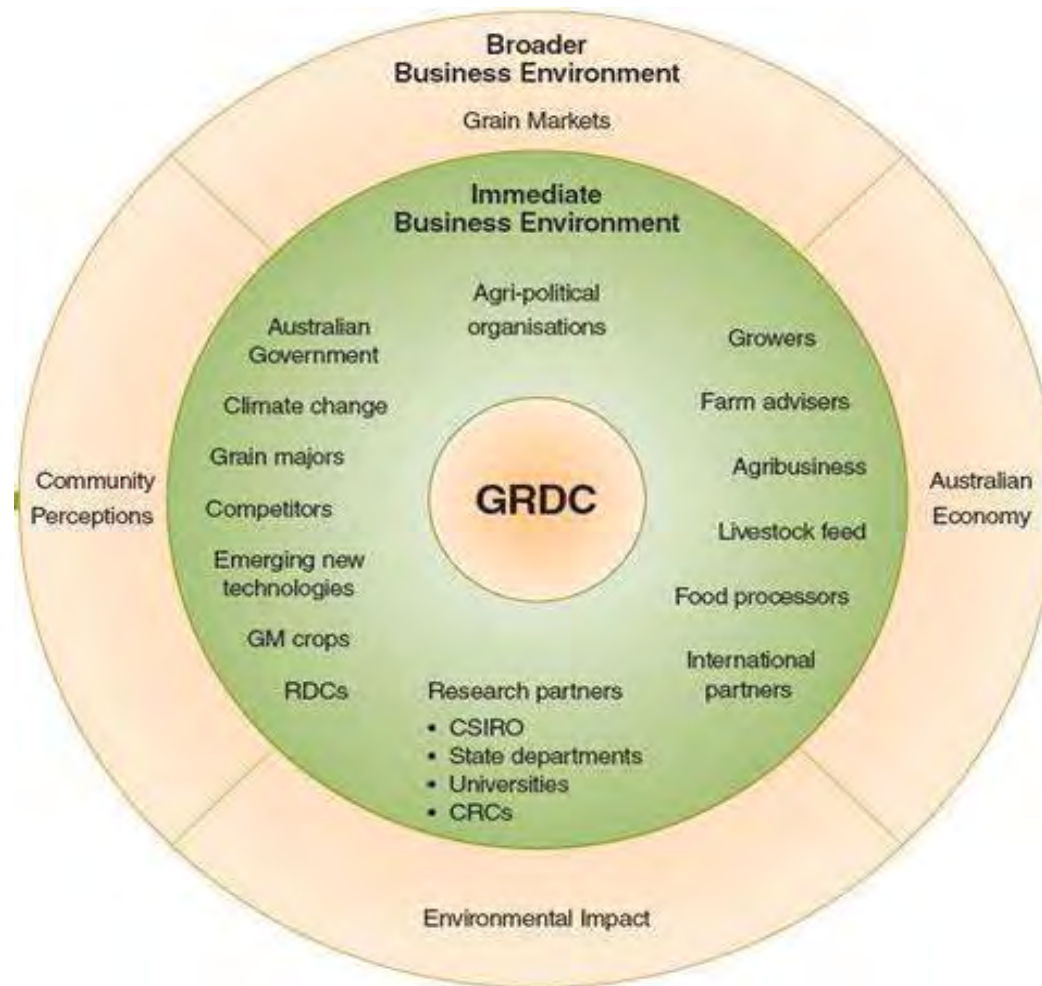 Broader
Business Environment
Grain Markets
Immediate
Business Environment
Agri-political
organisations
Australian
Government
Climate change
Grain majors
Competitors
Emerging new
technologies
GM crops
RDCs
Growers
Farm advisers
Agribusiness
Livestock feed
Food processors
International
partners
GRDC
Research partners
• CSIRO
• State departments
• Universities
• CRCs
Community
Perceptions
Australian
Economy
Environmental Impact